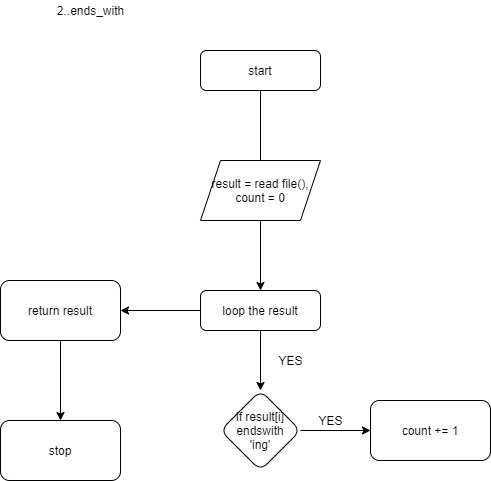 2..ends_with
start
result = read file(),
count = 0
return result
loop the result
YES
if result[i]
endswith
'ing'
YES
count += 1
stop